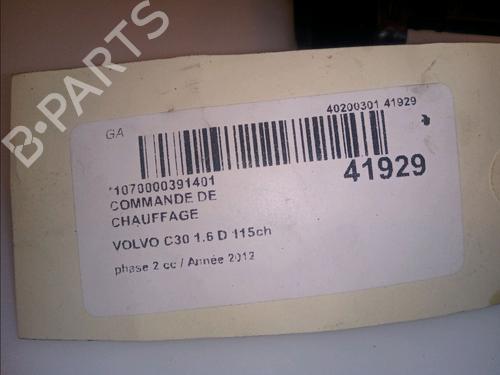 B-PARTS
GA
40200301 41929
41929
*1070000391401
COMMANDE DE
CHAUFFAGE
VOLVO C30 1.6 D 115ch
phase 2 cc / Année 2012